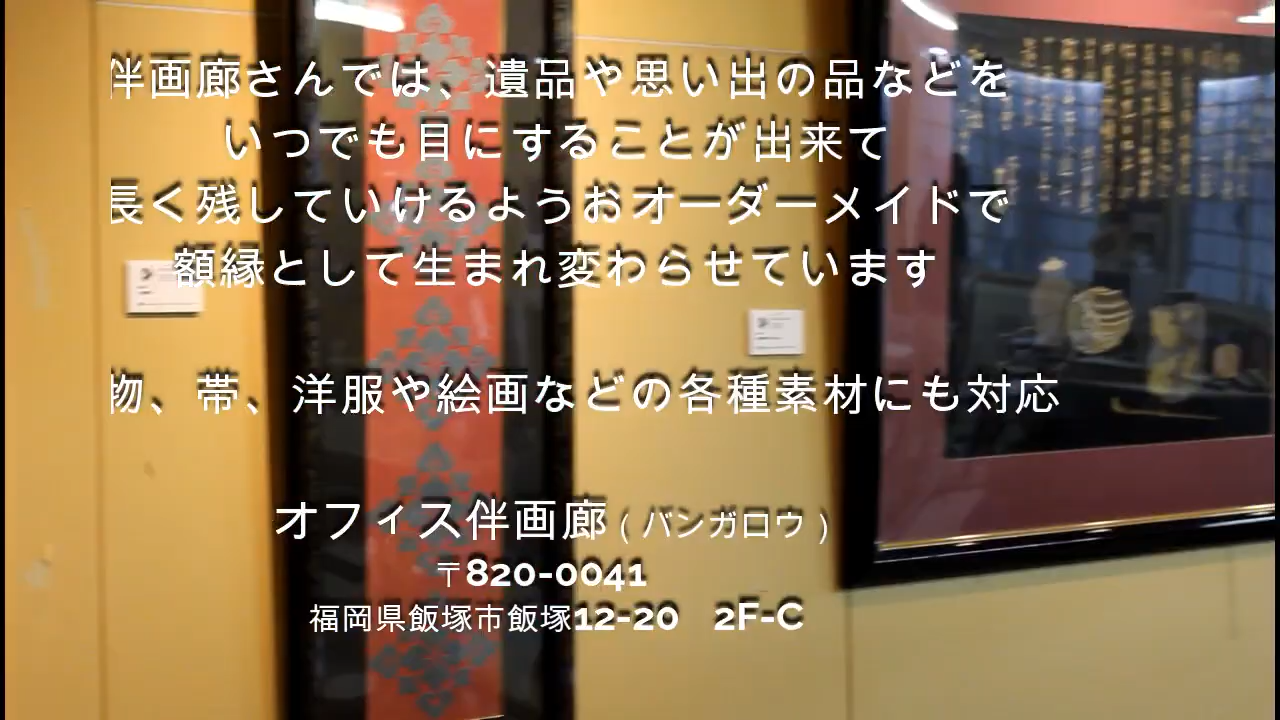 伴画廊さんでは、遺品や思い出の品などを
いつでも目にすることが出来て
長く残していけるようおオーダーメイドで
額縁として生まれ変わらせています
物、帯、洋服や絵画などの各種素材にも対応
オフィス伴画廊(バンガロウ)
〒820-0041
福岡県飯塚市飯塚12-20 2F-C